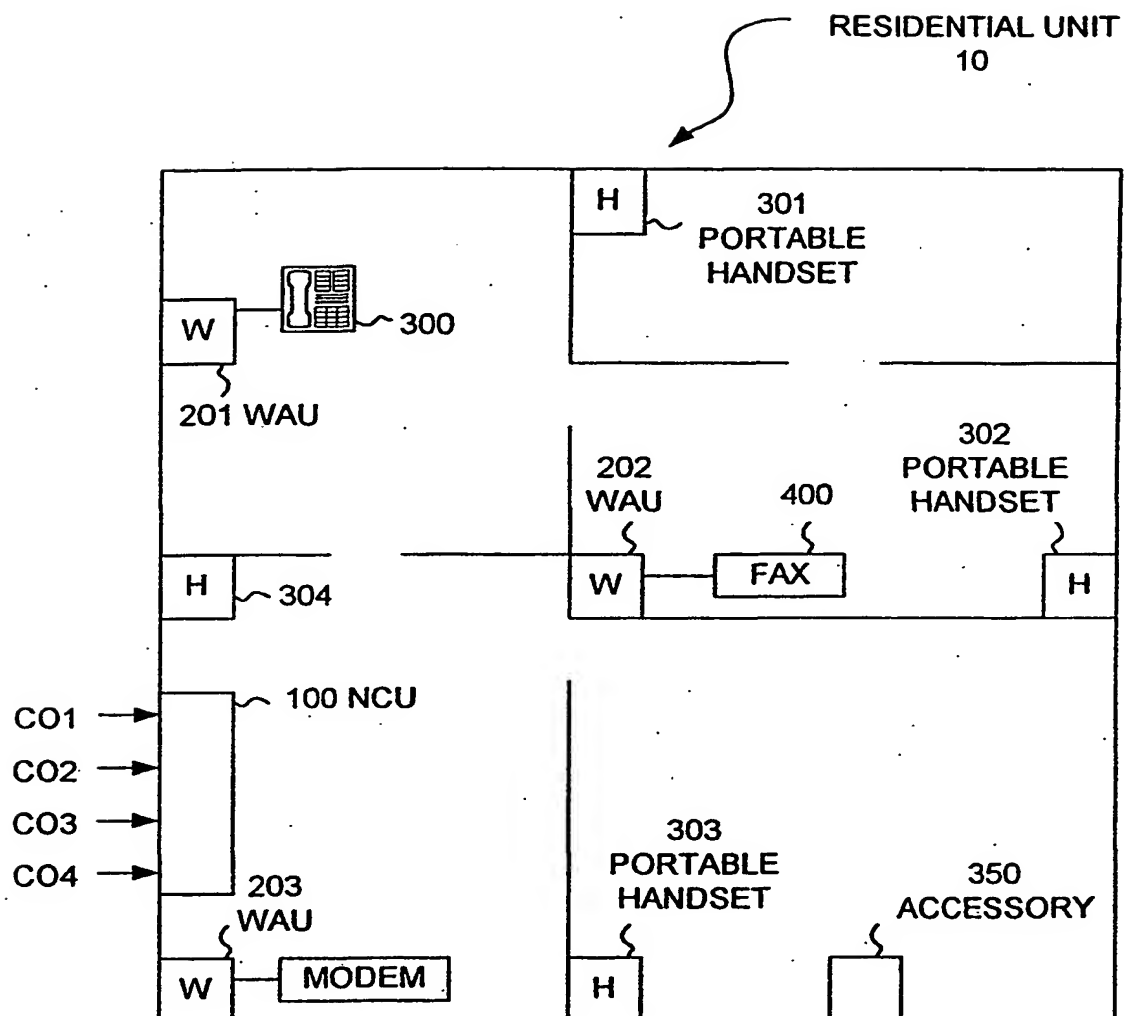 RESIDENTIAL UNIT
10
H
301
PORTABLE
HANDSET
W
300
201 WAU
302
PORTABLE
HANDSET
202
WAU
400
W
FAX
H
H
304
100 NCU
CO1
CO2
CO3
CO4
303
PORTABLE
HANDSET
350
ACCESSORY
203
WAU
W
MODEM
H